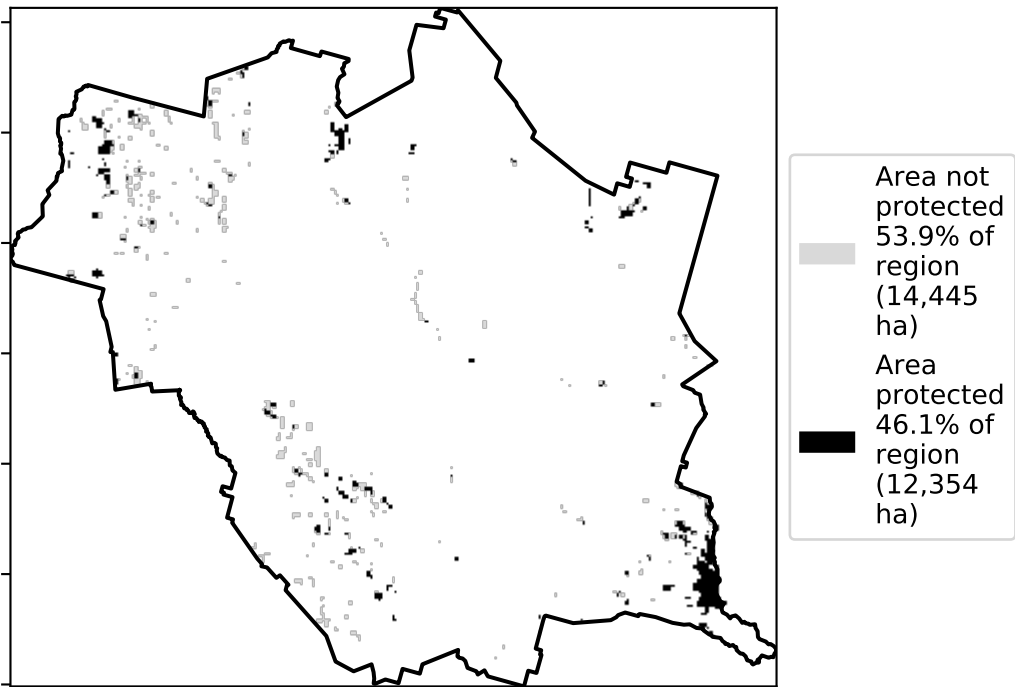 Area not
protected
53.9% of
region
(14,445
ha)
Area
protected
46.1% of
region
(12,354
ha)